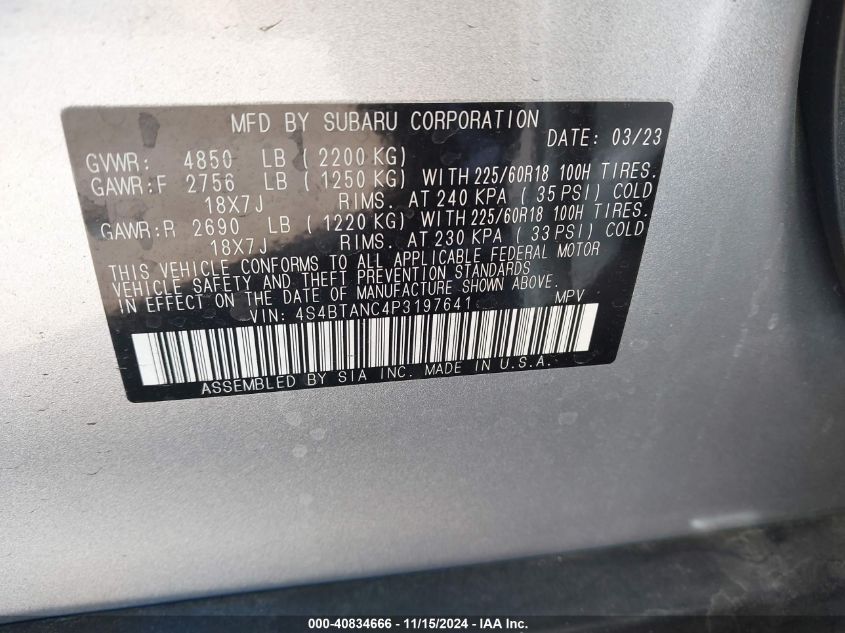 MFD BY SUBARU CORPORATION
DATE: 03/23
GVWR: 4850 LB ( 2200 KG)
GAWR:F 2756 LB ( 1250 KG) WITH 225/60R18 100H TIRES.
18X7J RIMS. AT 240 KPA ( 35 PSI) COLD
GAWR:R 2690 LB ( 1220 KG) WITH 225/60R18 100H TIRES.
18X7J RIMS. AT 230 KPA ( 33 PSI) COLD
THIS VEHICLE CONFORMS TO ALL APPLICABLE FEDERAL MOTOR
VEHICLE SAFETY AND THEFT PREVENTION STANDARDS
IN EFFECT ON THE DATE OF MANUFACTURE SHOWN ABOVE.
VIN: 4S4BTANC4P3197641 MPV
ASSEMBLED BY SIA INC. MADE IN U.S.A.
000-40834666 - 11/15/2024 - IAA Inc.